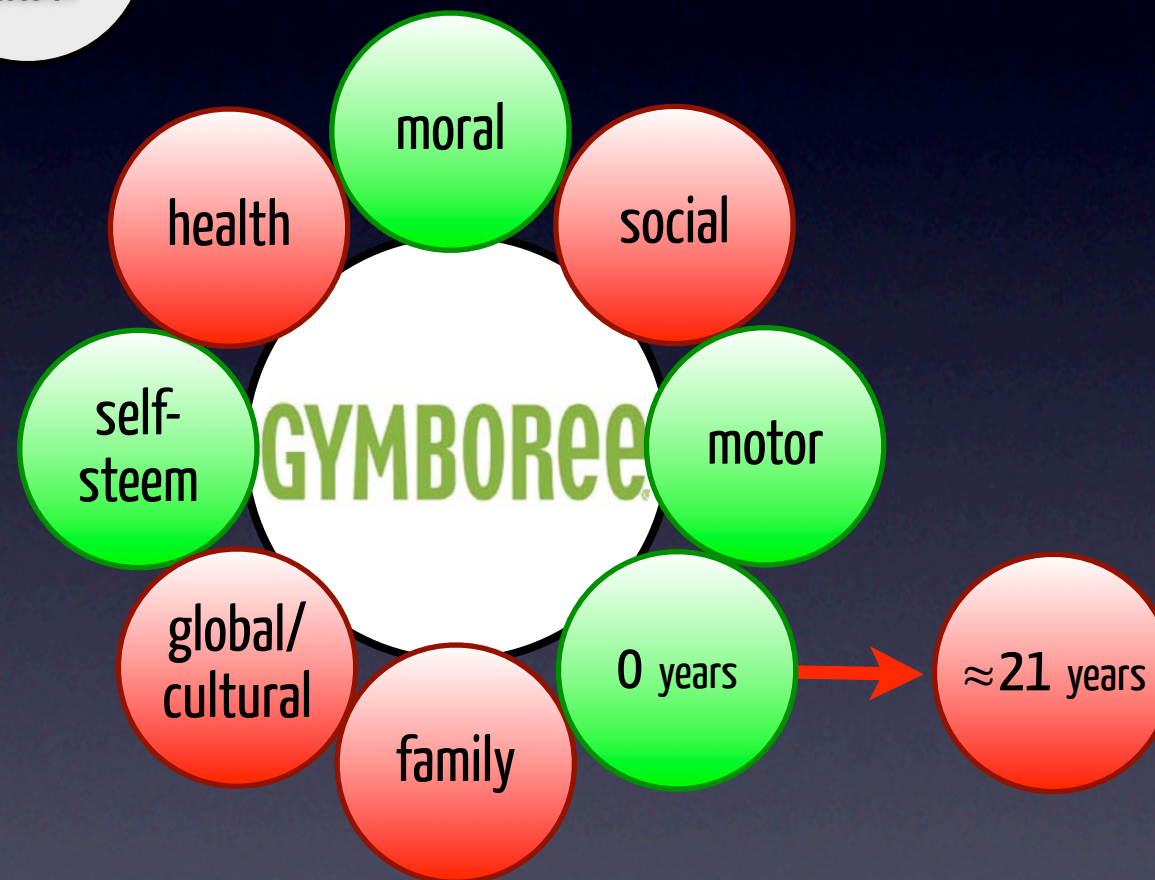 moral
health
social
self-
steem
GYMBOREE
motor
global/
cultural
0 years
≈21 years
family